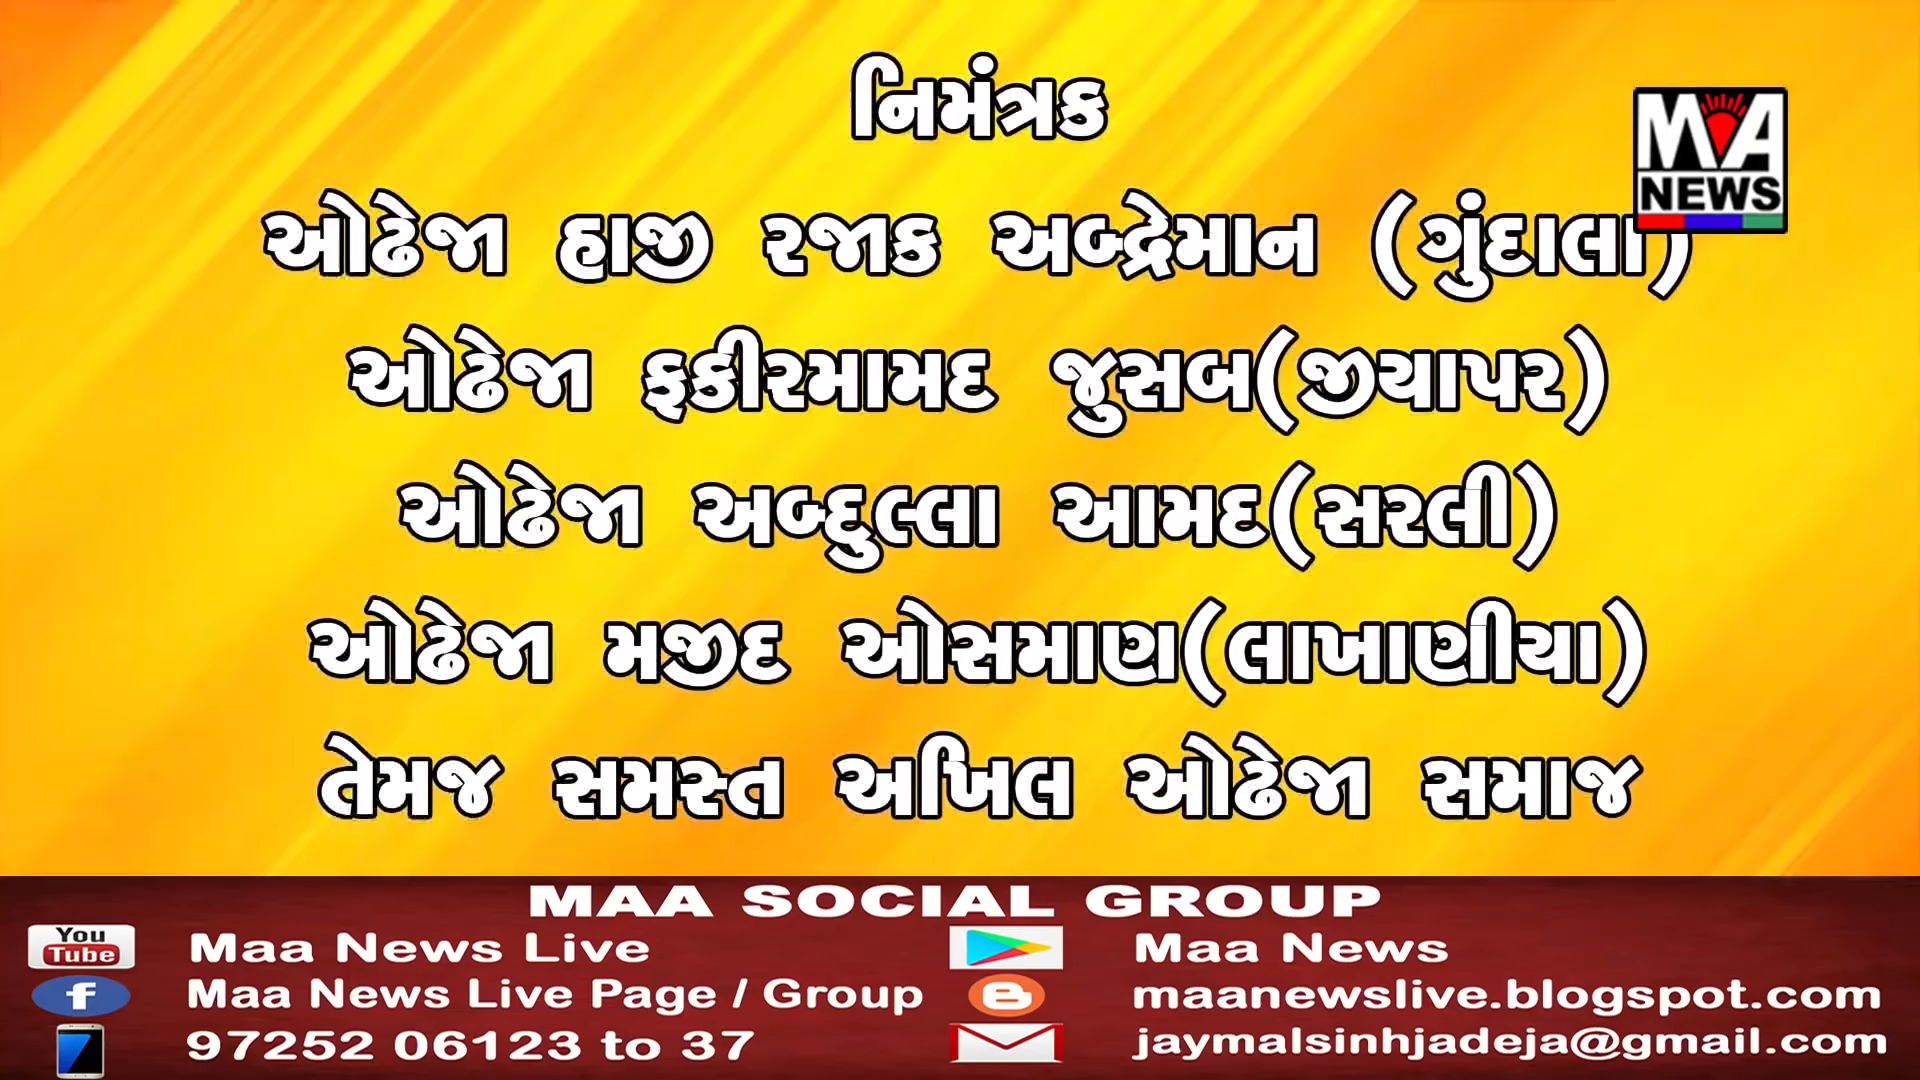 નિમંત્રક
MAA NEWS
ઓઢેજા હાજી રજાક અબ્દ્રેમાન (ગુંદાલા)
ઓઢેજા ફકીરમામદ જુસબ(જીયાપર)
ઓઢેજા અબ્દુલ્લા આમદ(સરલી)
ઓઢેજા મજીદ ઓસમાણ(લાખાણીયા)
તેમજ સમસ્ત અખિલ ઓઢેજા સમાજ
MAA SOCIAL GROUP
You Tube Maa News Live
Maa News
f Maa News Live Page / Group
maanewslive.blogspot.com
7 97252 06123 to 37
jaymalsinhjadeja@gmail.com